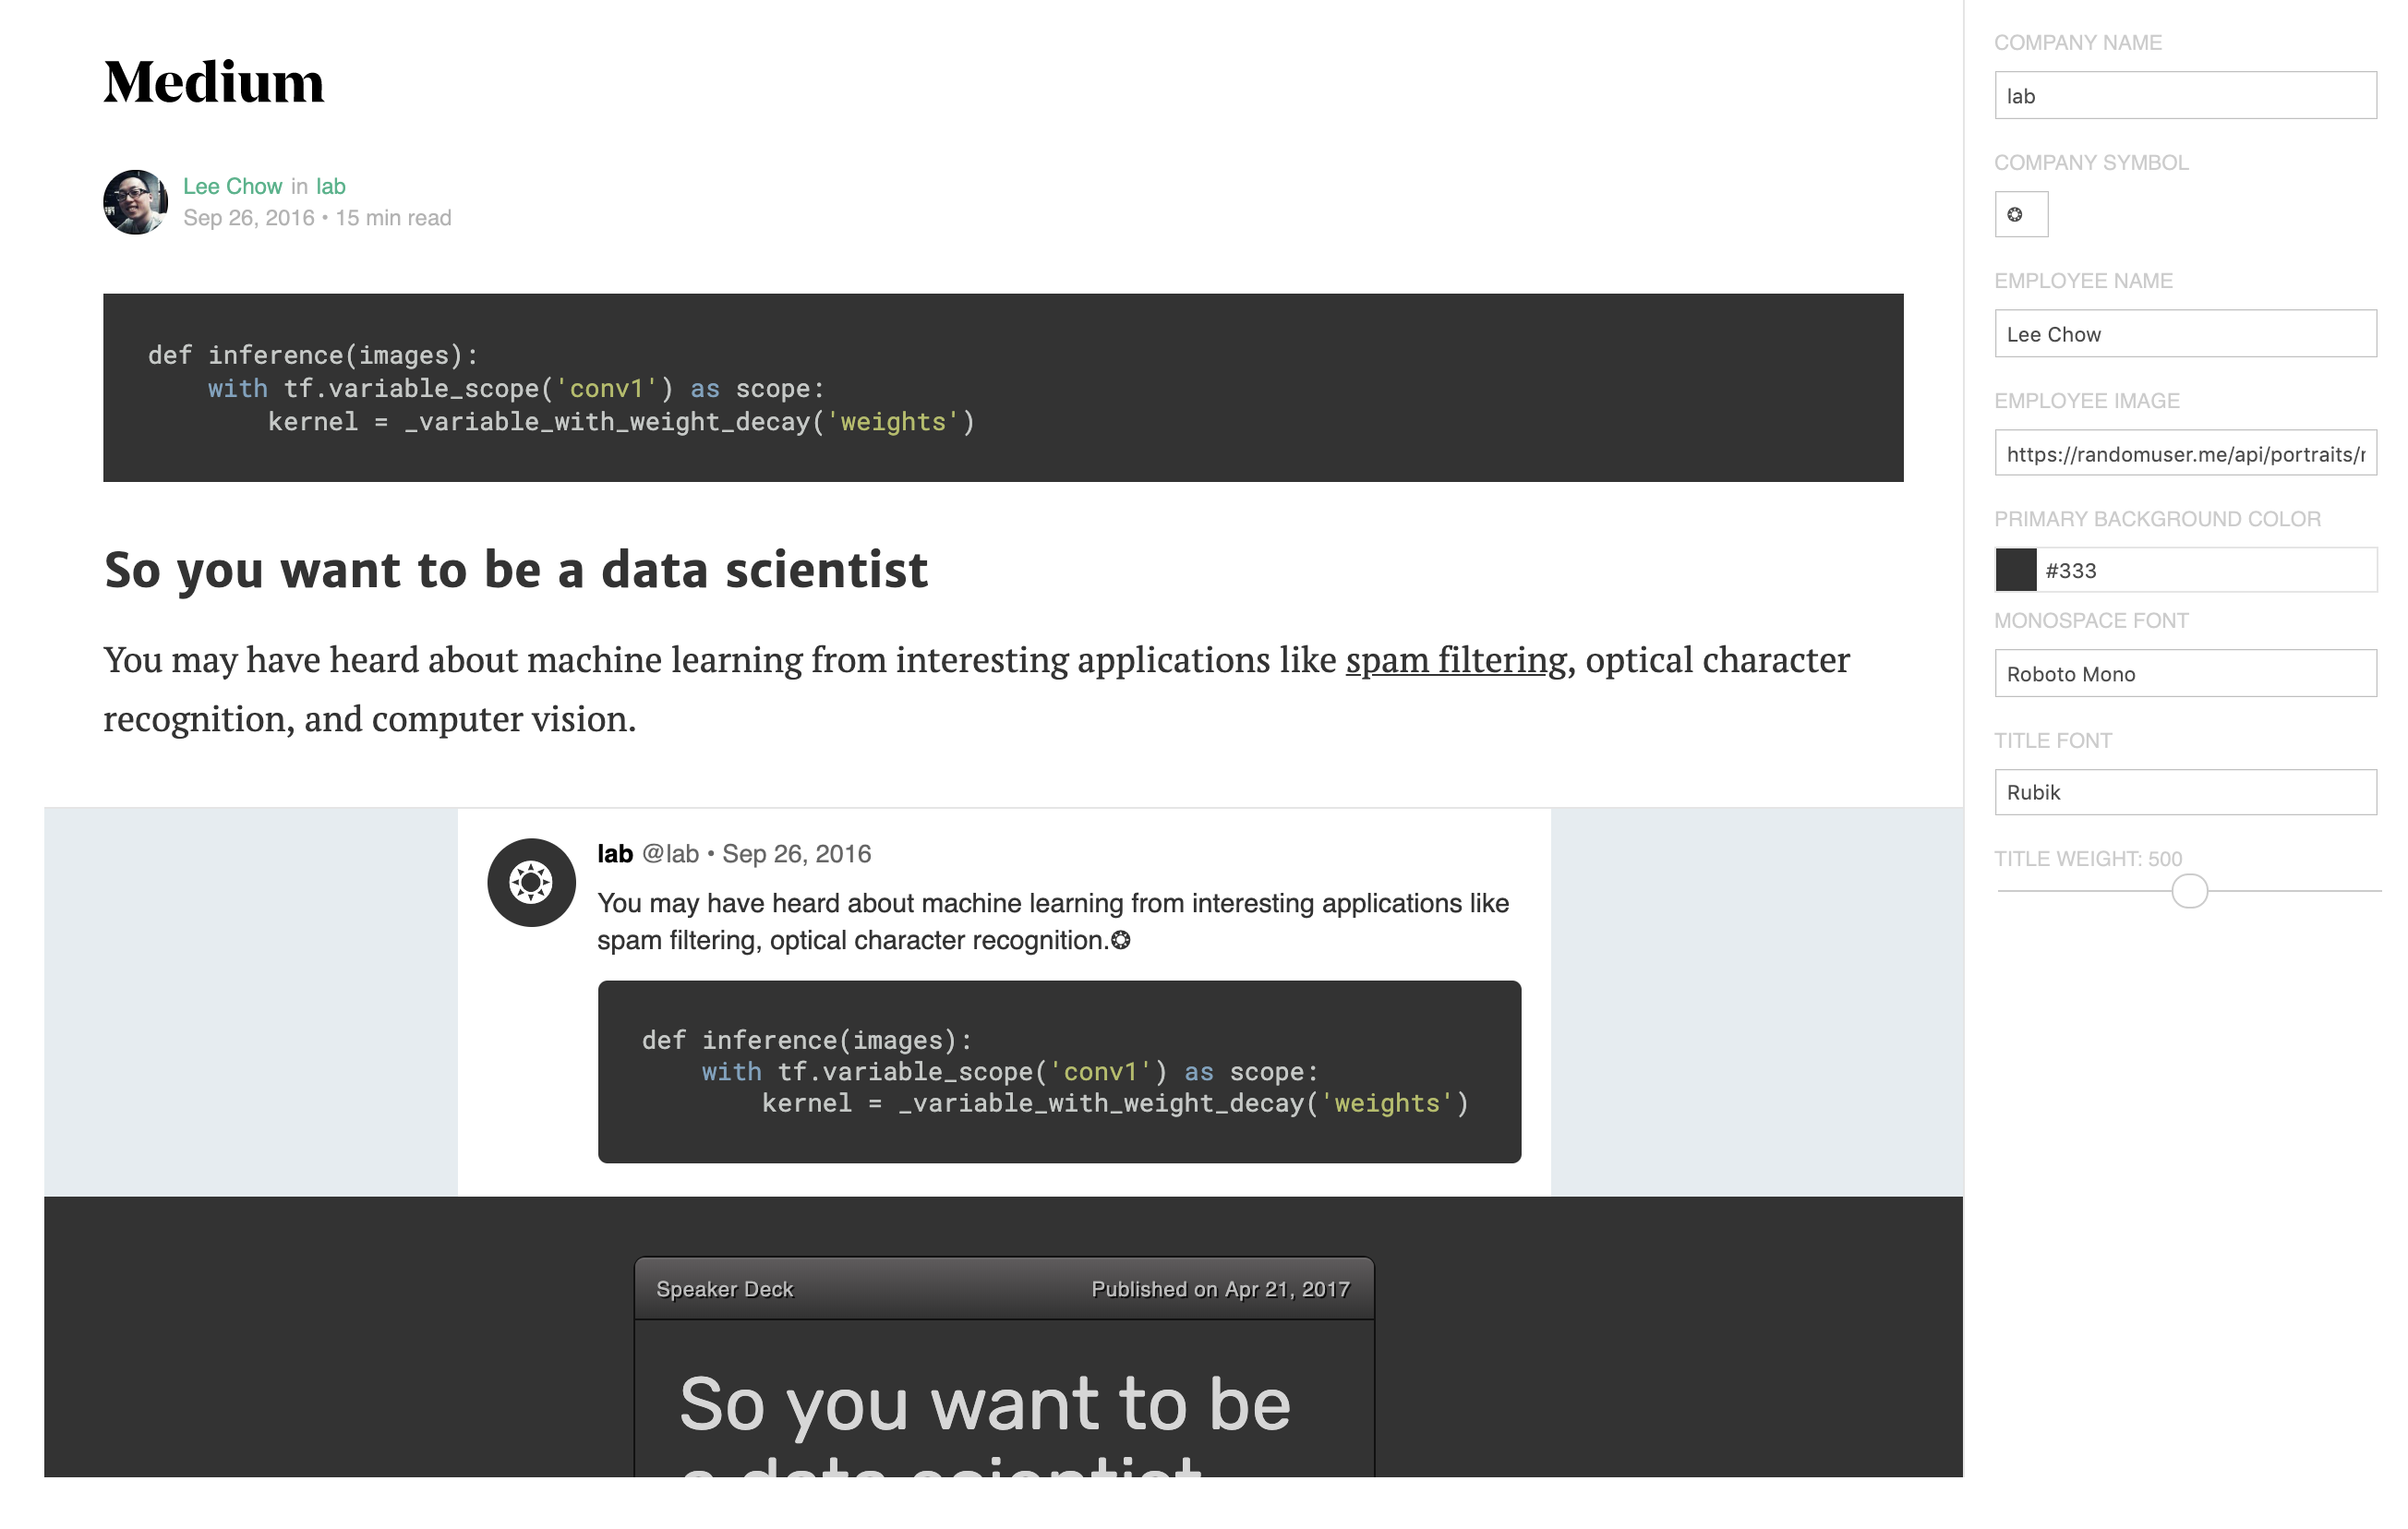 Medium
Lee Chow in lab
Sep 26, 2016 • 15 min read
def inference(images):
    with tf.variable_scope('conv1') as scope:
        kernel = _variable_with_weight_decay('weights')
So you want to be a data scientist
You may have heard about machine learning from interesting applications like spam filtering, optical character
recognition, and computer vision.
lab @lab • Sep 26, 2016
You may have heard about machine learning from interesting applications like
spam filtering, optical character recognition.❂
def inference(images):
    with tf.variable_scope('conv1') as scope:
        kernel = _variable_with_weight_decay('weights')
Speaker Deck
Published on Apr 21, 2017
So you want to be
a data scientist
COMPANY NAME
lab
COMPANY SYMBOL
❂
EMPLOYEE NAME
Lee Chow
EMPLOYEE IMAGE
https://randomuser.me/api/portraits/
PRIMARY BACKGROUND COLOR
#333
MONOSPACE FONT
Roboto Mono
TITLE FONT
Rubik
TITLE WEIGHT: 500